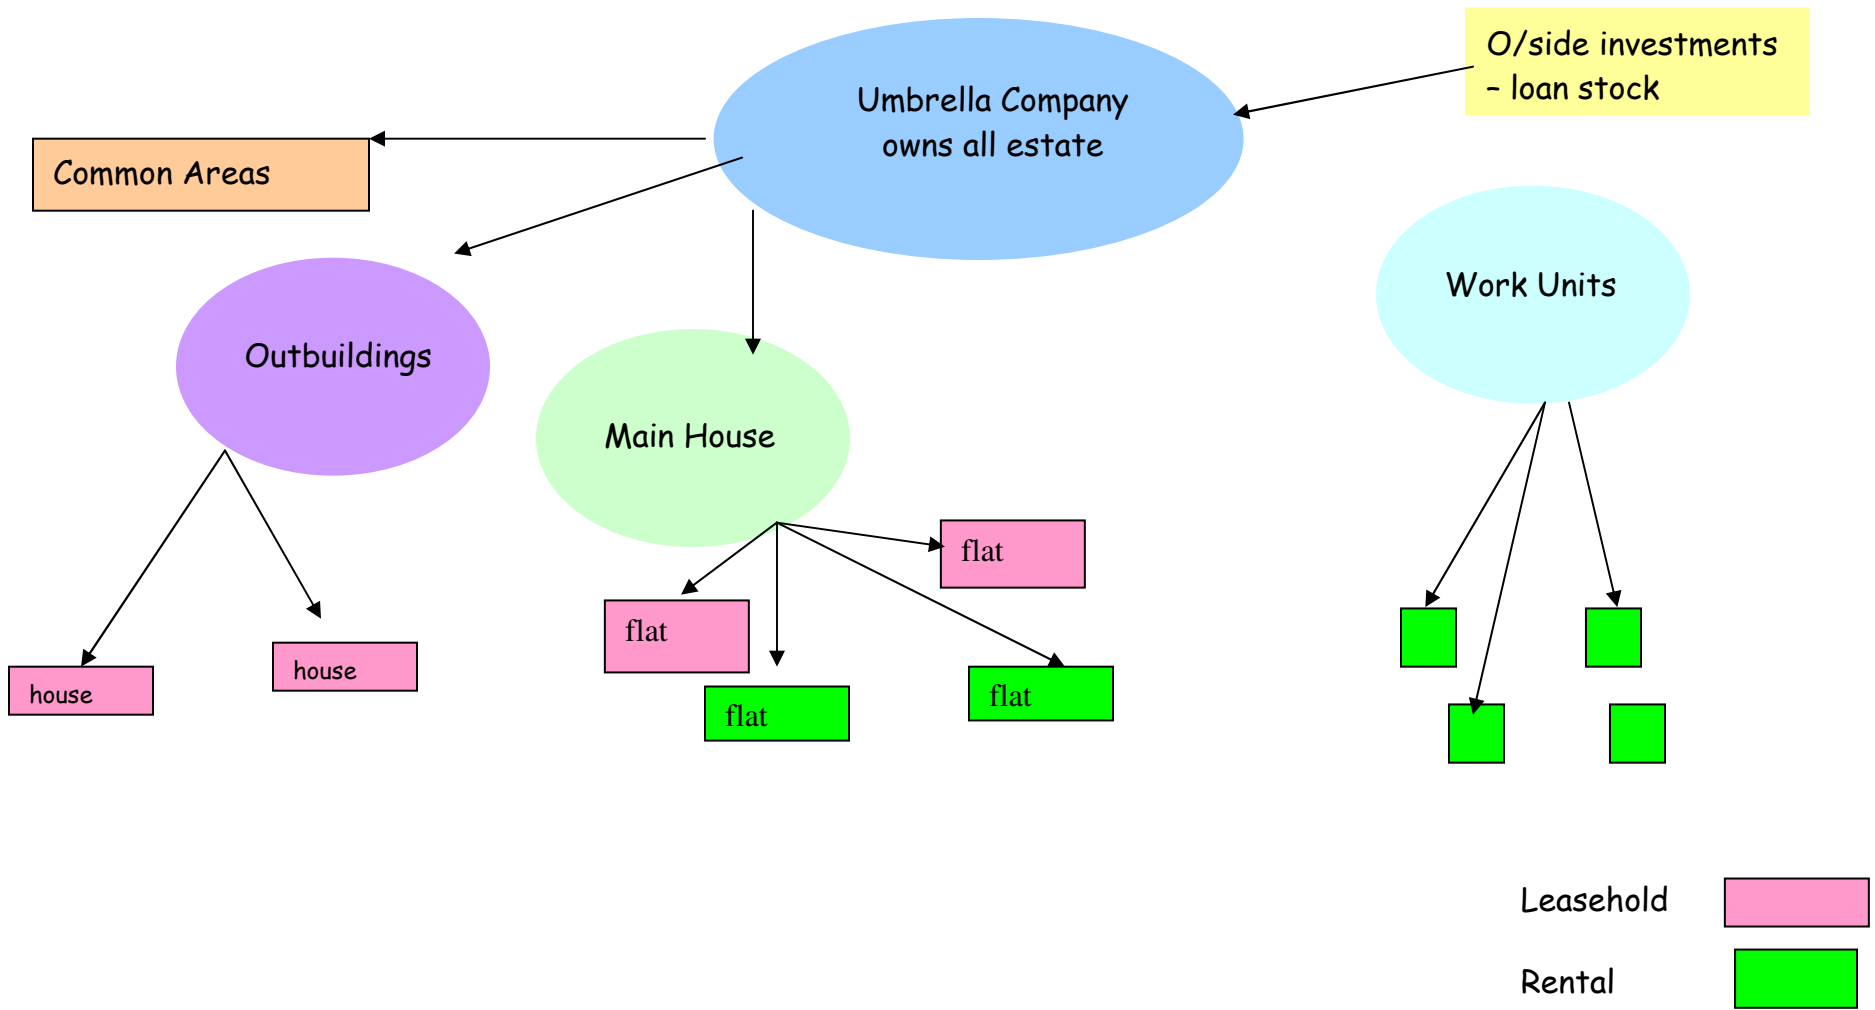 O/side investments
– loan stock
Umbrella Company
owns all estate
Common Areas
Work Units
Outbuildings
Main House
flat
flat
house
house
flat
flat
Leasehold
Rental